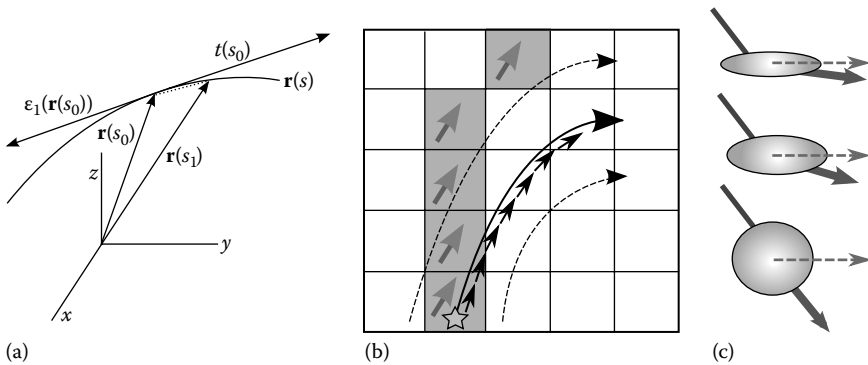 t(s₀)
r(s)
ε₁(r(s₀))
r(s₀)
r(s₁)
z
y
x
(a)
(b)
(c)